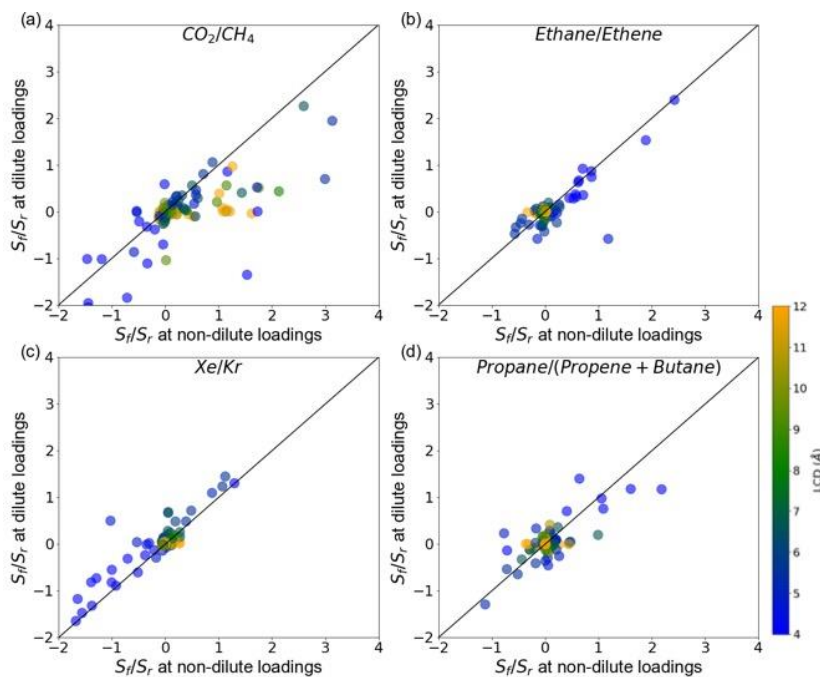 (a)
CO2/CH4
Sf/Sr at dilute loadings
4
3
2
1
0
−1
−2
−2 −1 0 1 2 3 4
Sf/Sr at non-dilute loadings
(b)
Ethane/Ethene
Sf/Sr at dilute loadings
4
3
2
1
0
−1
−2
−2 −1 0 1 2 3 4
Sf/Sr at non-dilute loadings
(c)
Xe/Kr
Sf/Sr at dilute loadings
4
3
2
1
0
−1
−2
−2 −1 0 1 2 3 4
Sf/Sr at non-dilute loadings
(d)
Propane/(Propene + Butane)
Sf/Sr at dilute loadings
4
3
2
1
0
−1
−2
−2 −1 0 1 2 3 4
Sf/Sr at non-dilute loadings
12
11
10
9
8
7
6
5
4
LCD (Å)